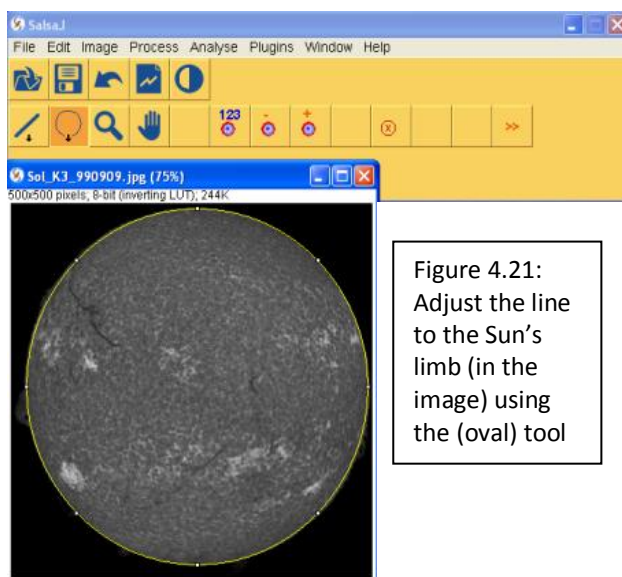 SalsaJ
File Edit Image Process Analyse Plugins Window Help
123 - +
x >>
Sol_K3_990909.jpg (75%)
500x500 pixels; 8-bit (inverting LUT); 244K
Figure 4.21:
Adjust the line
to the Sun's
limb (in the
image) using
the (oval) tool